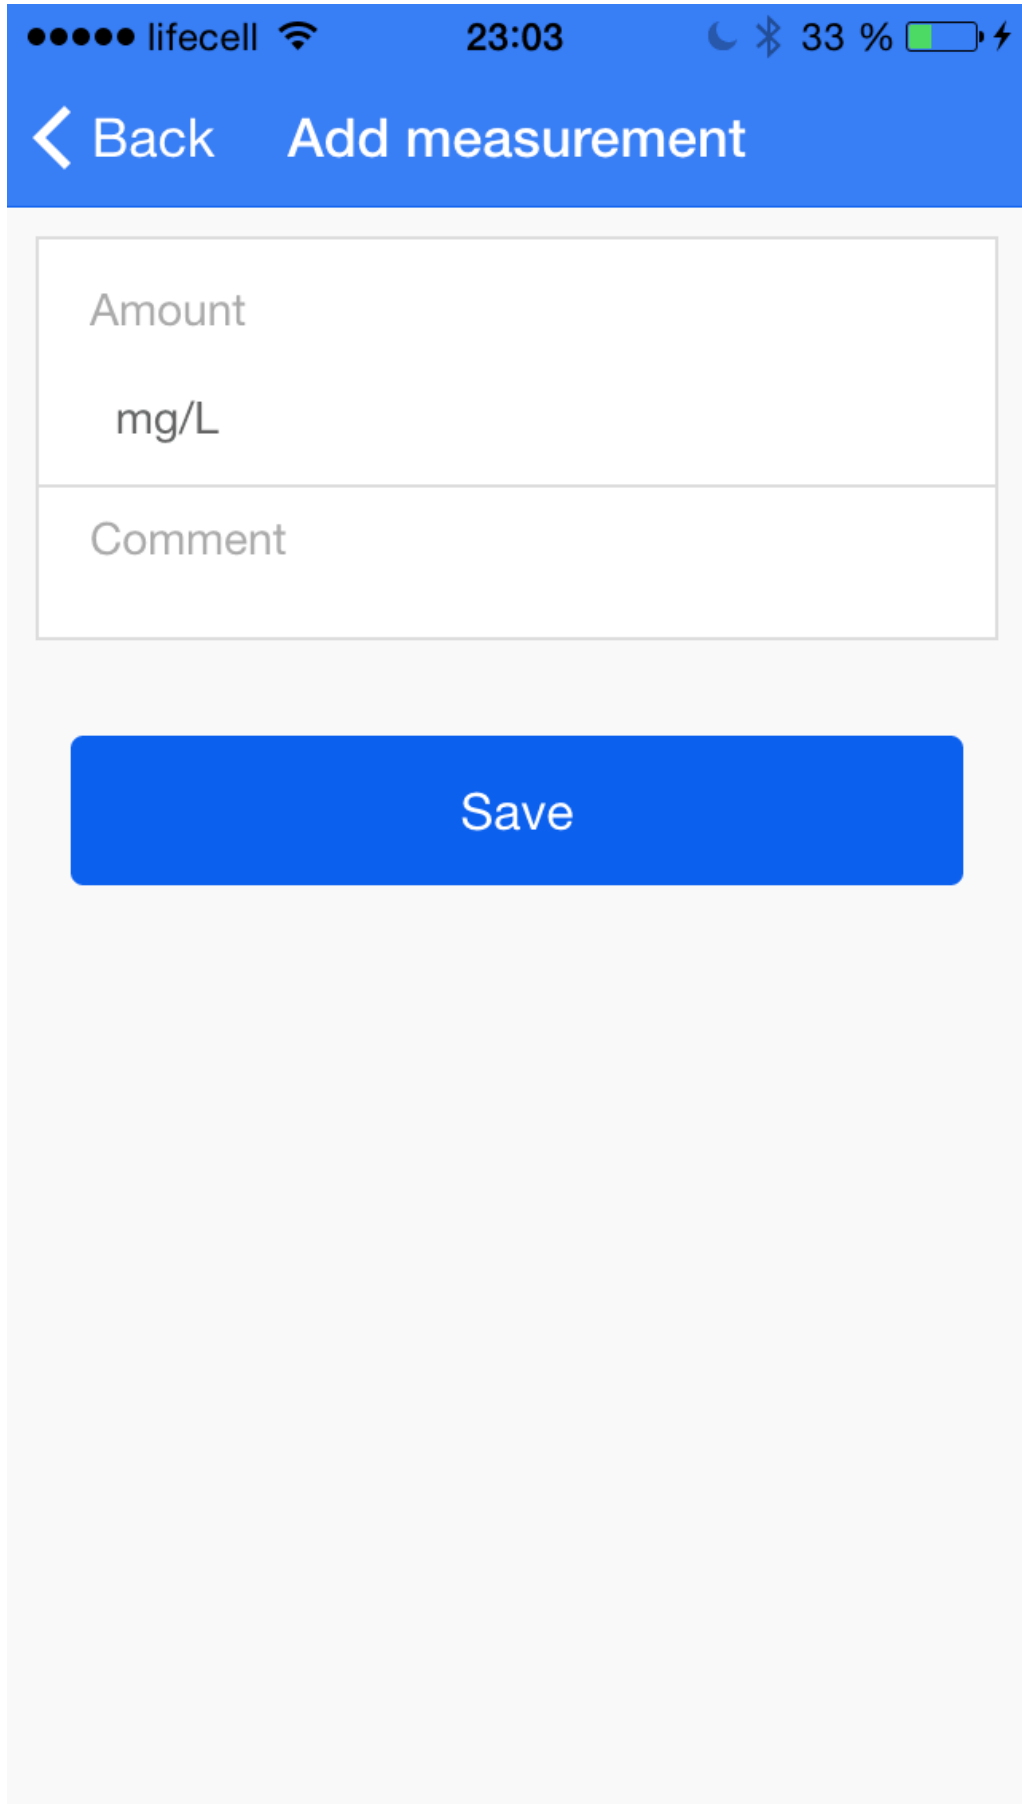 lifecell 23:03 33 %
Back Add measurement
Amount
mg/L
Comment
Save